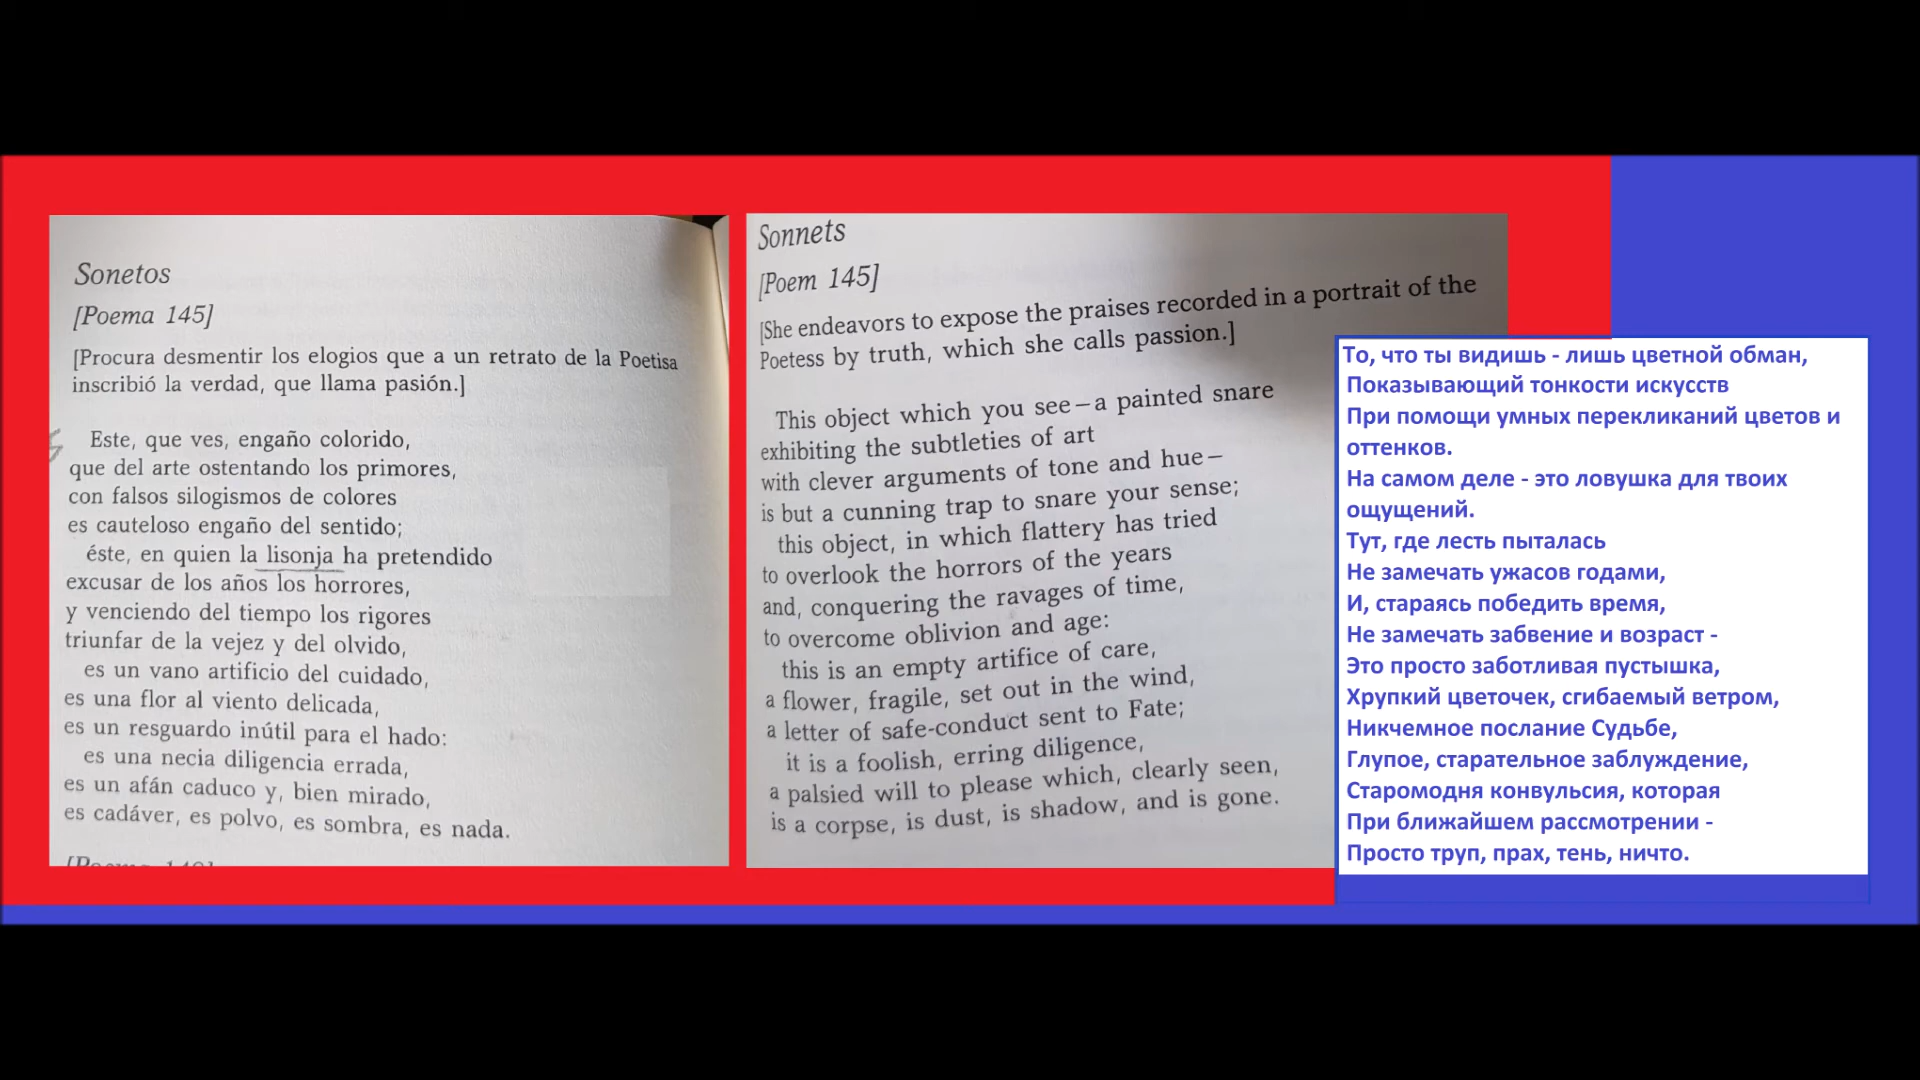 Sonetos
[Poema 145]
[Procura desmentir los elogios que a un retrato de la Poetisa
inscribió la verdad, que llama pasión.]
Este, que ves, engaño colorido,
que del arte ostentando los primores,
con falsos silogismos de colores
es cauteloso engaño del sentido;
éste, en quien la lisonja ha pretendido
excusar de los años los horrores,
y venciendo del tiempo los rigores
triunfar de la vejez y del olvido,
es un vano artificio del cuidado,
es una flor al viento delicada,
es un resguardo inútil para el hado:
es una necia diligencia errada,
es un afán caduco y, bien mirado,
es cadáver, es polvo, es sombra, es nada.
Sonnets
[Poem 145]
[She endeavors to expose the praises recorded in a portrait of the
Poetess by truth, which she calls passion.]
This object which you see—a painted snare
exhibiting the subtleties of art
with clever arguments of tone and hue—
is but a cunning trap to snare your sense;
this object, in which flattery has tried
to overlook the horrors of the years
and, conquering the ravages of time,
to overcome oblivion and age:
this is an empty artifice of care,
a flower, fragile, set out in the wind,
a letter of safe-conduct sent to Fate;
it is a foolish, erring diligence,
a palsied will to please which, clearly seen,
is a corpse, is dust, is shadow, and is gone.
То, что ты видишь - лишь цветной обман,
Показывающий тонкости искусств
При помощи умных перекликаний цветов и
оттенков.
На самом деле - это ловушка для твоих
ощущений.
Тут, где лесть пыталась
Не замечать ужасов годами,
И, стараясь победить время,
Не замечать забвение и возраст -
Это просто заботливая пустышка,
Хрупкий цветочек, сгибаемый ветром,
Никчемное послание Судьбе,
Глупое, старательное заблуждение,
Старомодня конвульсия, которая
При ближайшем рассмотрении -
Просто труп, прах, тень, ничто.